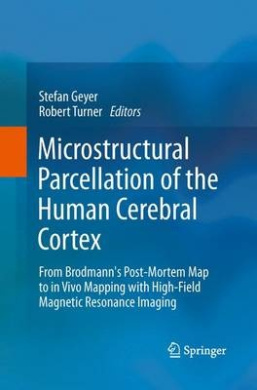 Stefan Geyer
Robert Turner Editors
Microstructural
Parcellation of the
Human Cerebral
Cortex
From Brodmann's Post-Mortem Map
to in Vivo Mapping with High-Field
Magnetic Resonance Imaging
Springer